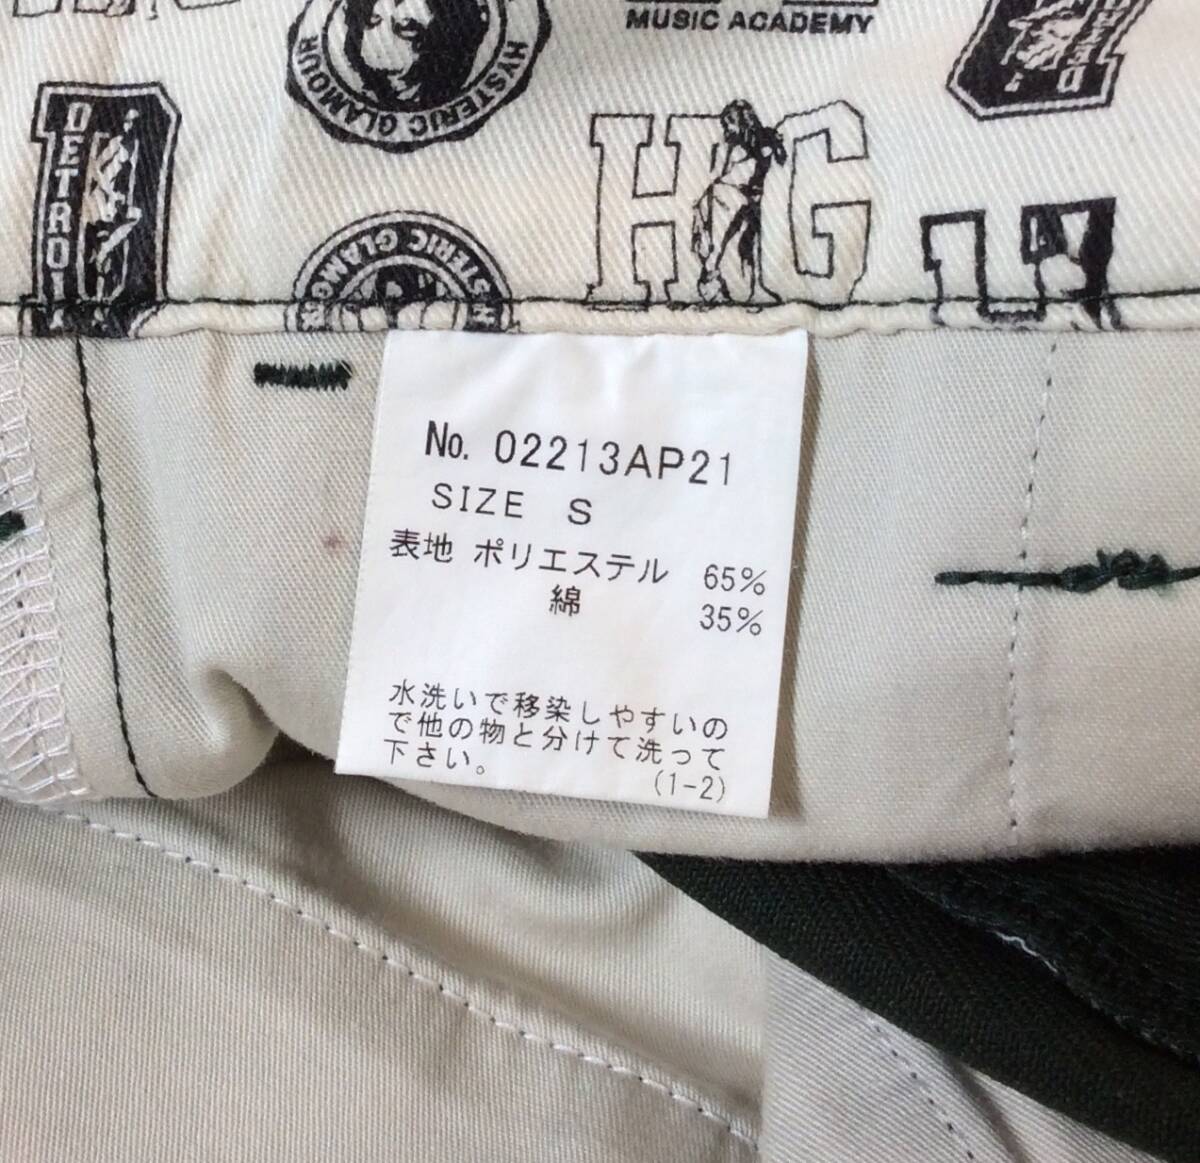 MUSIC ACADEMY
HYSTERIC GLAMOUR
DETROI
HG
STERIC GLAMOUR
No. 02213AP21
SIZE S
表地 ポリエステル 65%
綿 35%
水洗いで移染しやすいの
で他の物と分けて洗って
下さい。
(1-2)